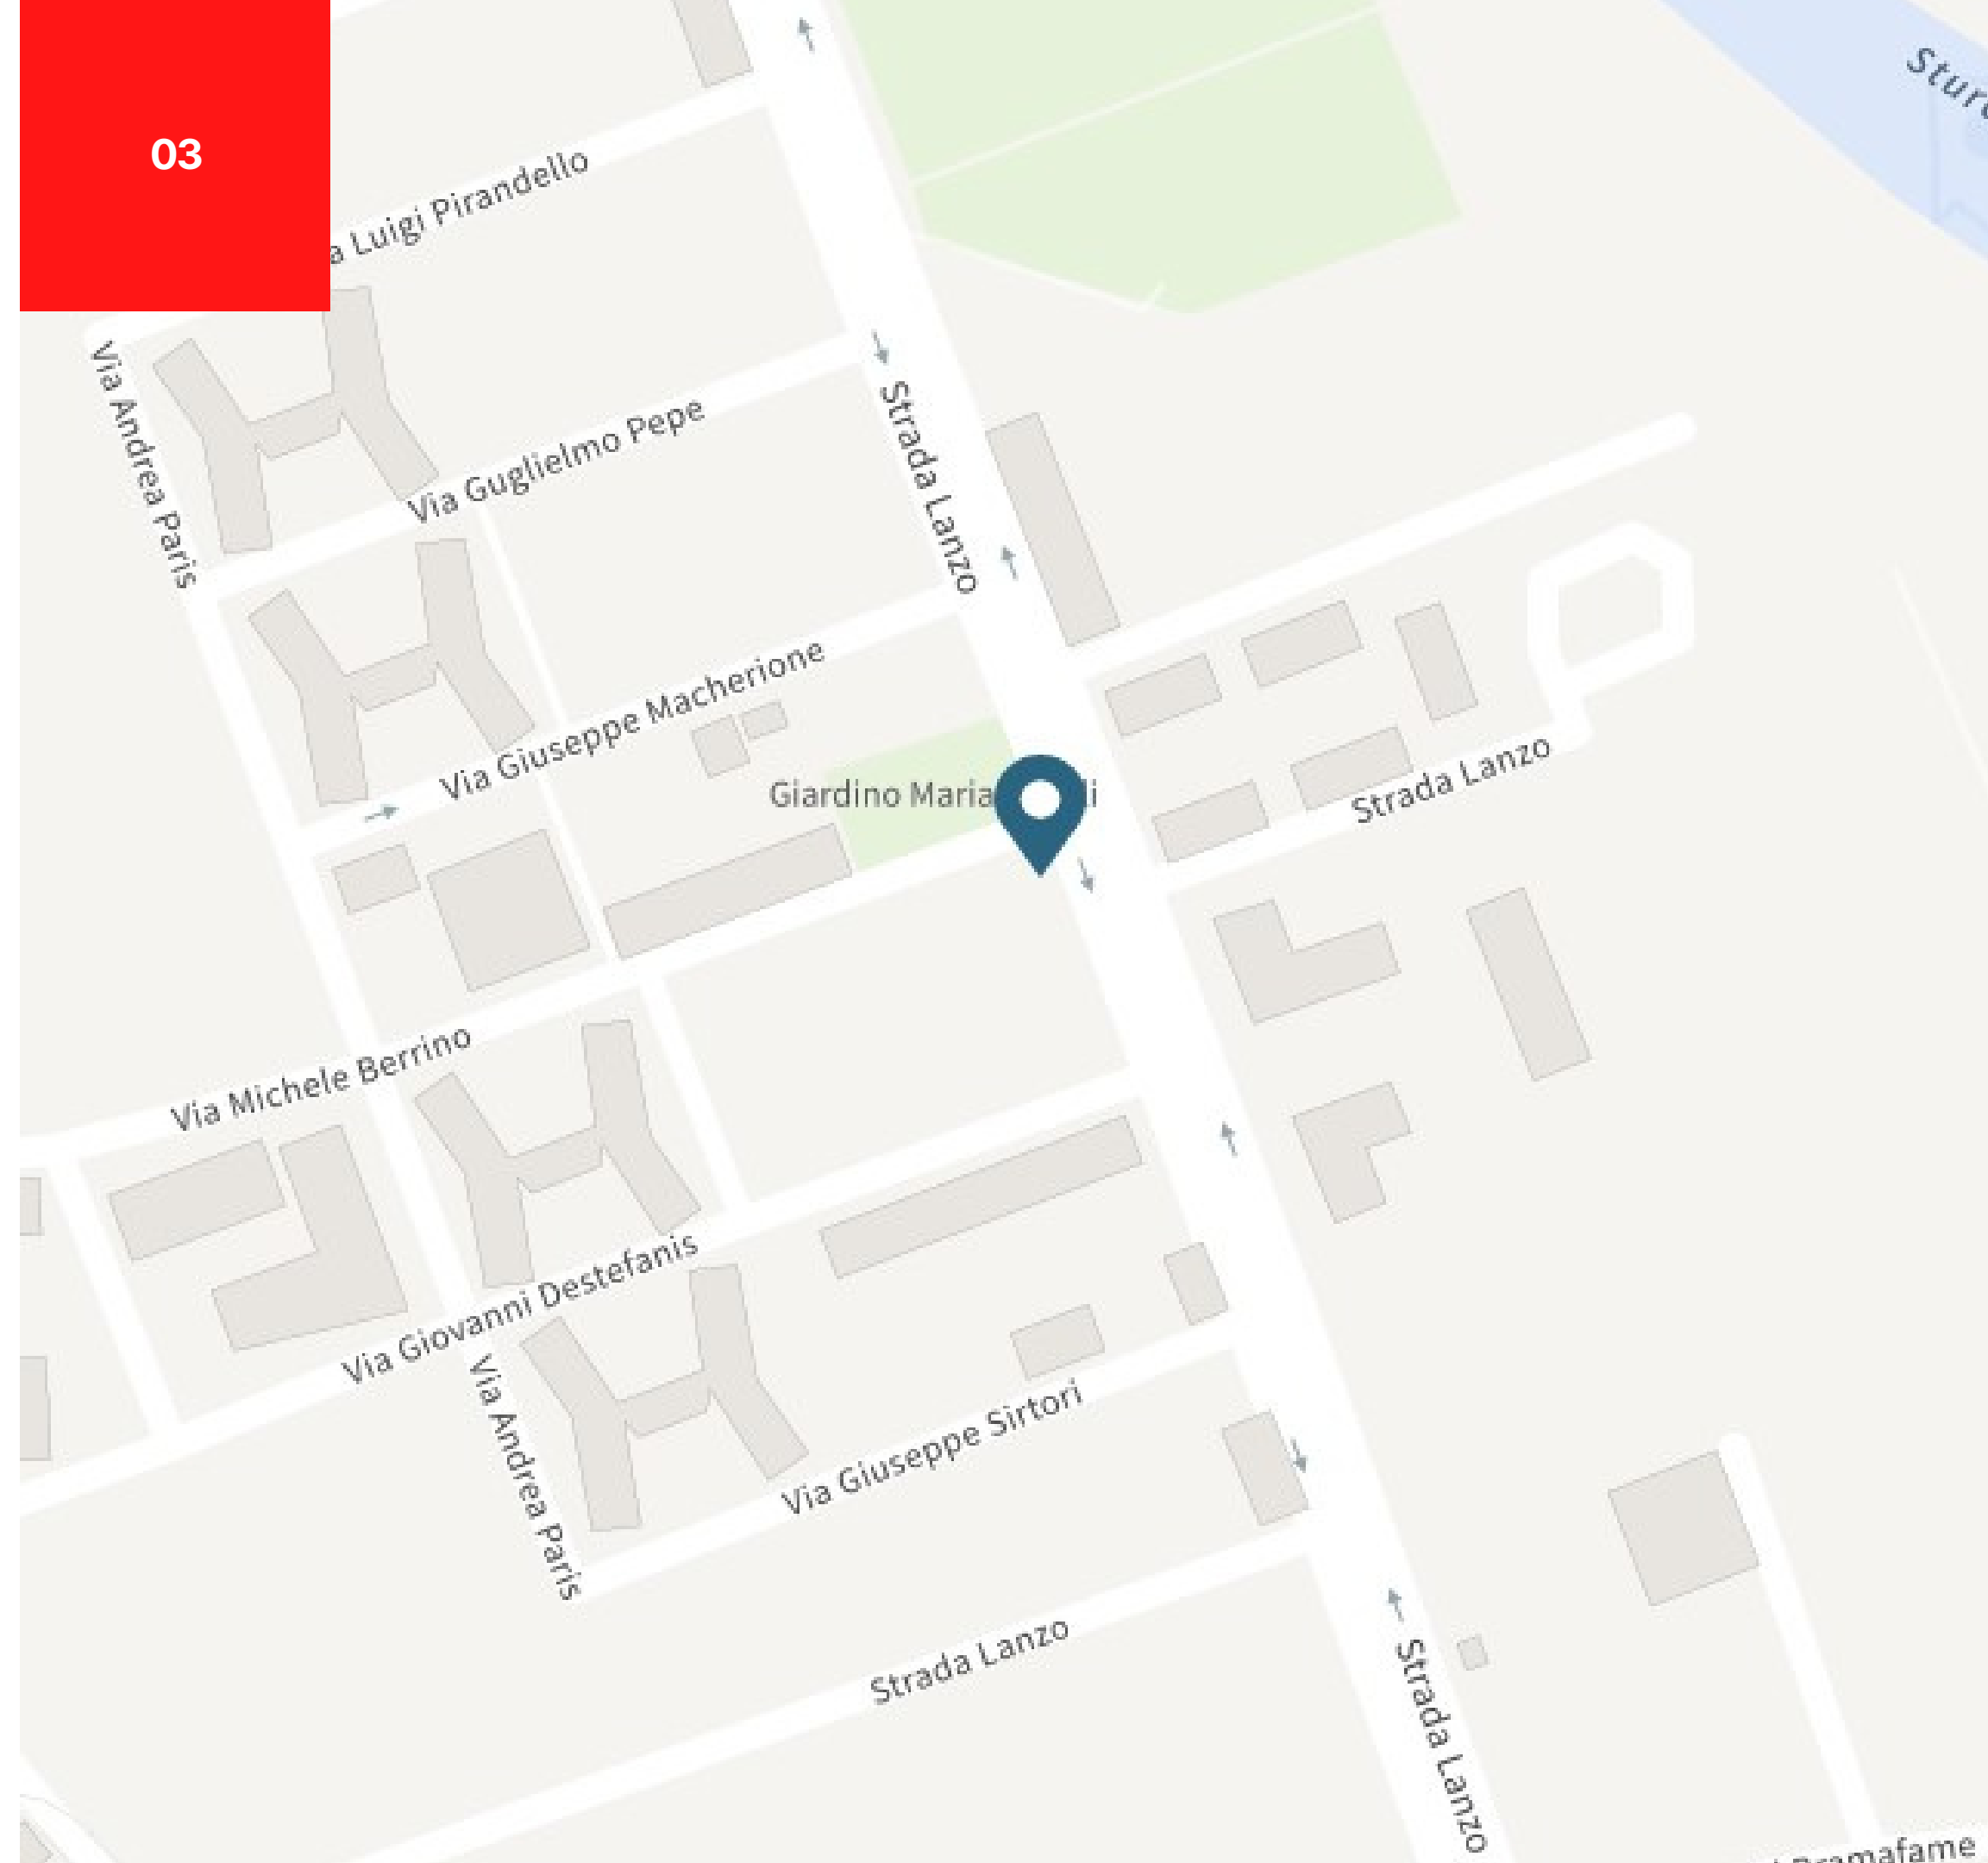 03
Luigi Pirandello
Via Andrea Paris
Via Guglielmo Pepe
Strada Lanzo
Via Giuseppe Macherione
Giardino Maria
Strada Lanzo
Via Michele Berrino
Via Giovanni Destefanis
Via Andrea Paris
Via Giuseppe Sirtori
Strada Lanzo
Strada Lanzo